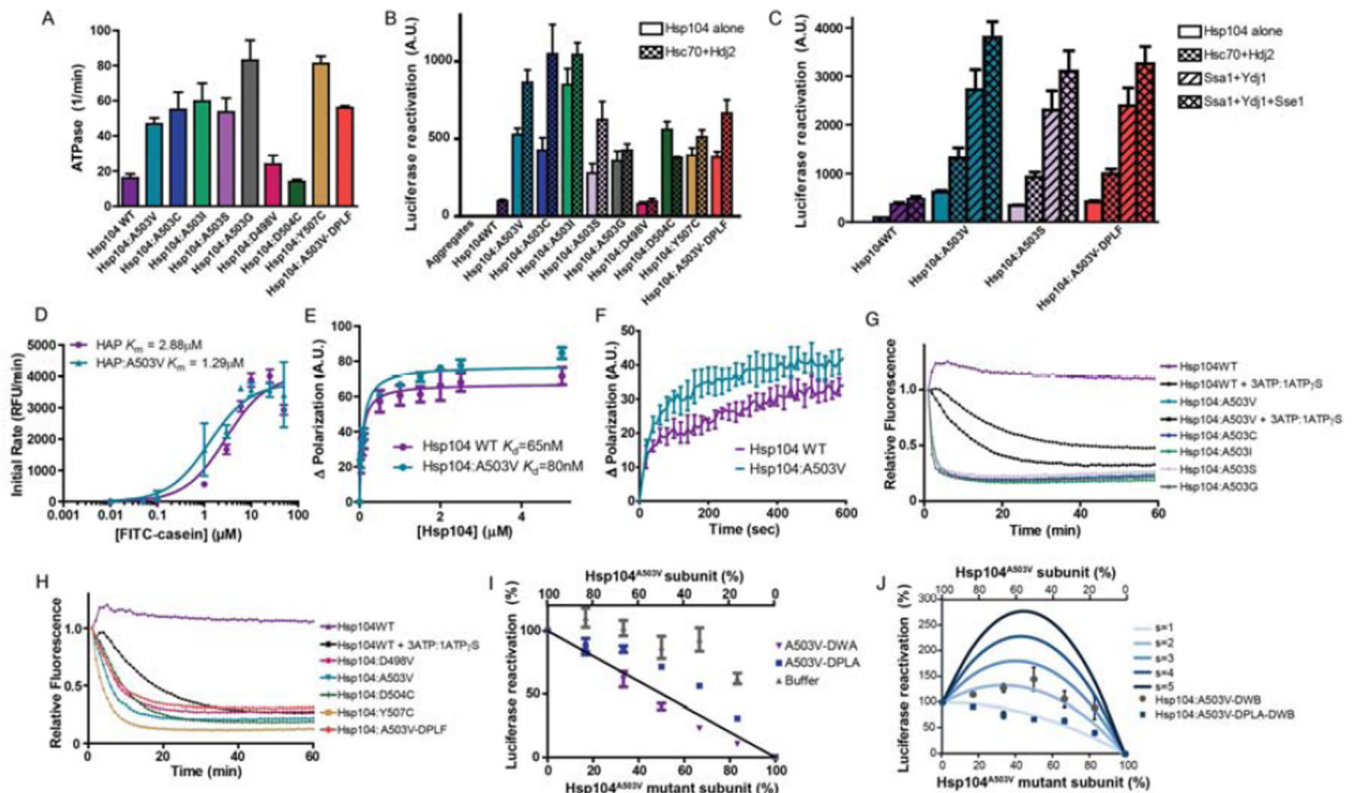 A
ATPase (1/min)
100
80
60
40
20
0
Hsp104 WT
Hsp104:A503V
Hsp104:A503C
Hsp104:A503I
Hsp104:A503S
Hsp104:A503G
Hsp104:D498V
Hsp104:D504C
Hsp104:Y507C
Hsp104:A503V-DPLF
B
Luciferase reactivation (A.U.)
1000
500
0
Hsp104 alone
Hsc70+Hdj2
Aggregates
Hsp104WT
Hsp104:A503V
Hsp104:A503C
Hsp104:A503I
Hsp104:A503S
Hsp104:A503G
Hsp104:D498V
Hsp104:D504C
Hsp104:Y507C
Hsp104:A503V-DPLF
C
Luciferase reactivation (A.U.)
4000
3000
2000
1000
0
Hsp104 alone
Hsc70+Hdj2
Ssa1+Ydj1
Ssa1+Ydj1+Sse1
Hsp104WT
Hsp104:A503V
Hsp104:A503S
Hsp104:A503V-DPLF
D
Initial Rate (RFU/min)
5000
4000
3000
2000
1000
0
HAP Km = 2.88µM
HAP:A503V Km = 1.29µM
0.001 0.01 0.1 1 10 100
[FITC-casein] (µM)
E
Δ Polarization (A.U.)
100
80
60
40
20
0
Hsp104 WT Kd=65nM
Hsp104:A503V Kd=80nM
0 2 4
[Hsp104] (µM)
F
Δ Polarization (A.U.)
50
40
30
20
10
0
Hsp104 WT
Hsp104:A503V
0 200 400 600
Time (sec)
G
Relative Fluorescence
1.0
0.5
0
Hsp104WT
Hsp104WT + 3ATP:1ATPγS
Hsp104:A503V
Hsp104:A503V + 3ATP:1ATPγS
Hsp104:A503C
Hsp104:A503I
Hsp104:A503S
Hsp104:A503G
0 20 40 60
Time (min)
H
Relative Fluorescence
1.0
0.5
0
Hsp104WT
Hsp104WT + 3ATP:1ATPγS
Hsp104:D498V
Hsp104:A503V
Hsp104:D504C
Hsp104:Y507C
Hsp104:A503V-DPLF
0 20 40 60
Time (min)
I
Hsp104A503V subunit (%)
100 80 60 40 20 0
Luciferase reactivation (%)
100
50
0
A503V-DWA
A503V-DPLA
Buffer
0 20 40 60 80 100
Hsp104A503V mutant subunit (%)
J
Hsp104A503V subunit (%)
100 80 60 40 20 0
Luciferase reactivation (%)
300
250
200
150
100
50
0
s=1
s=2
s=3
s=4
s=5
Hsp104:A503V-DWB
Hsp104:A503V-DPLA-DWB
0 20 40 60 80 100
Hsp104A503V mutant subunit (%)